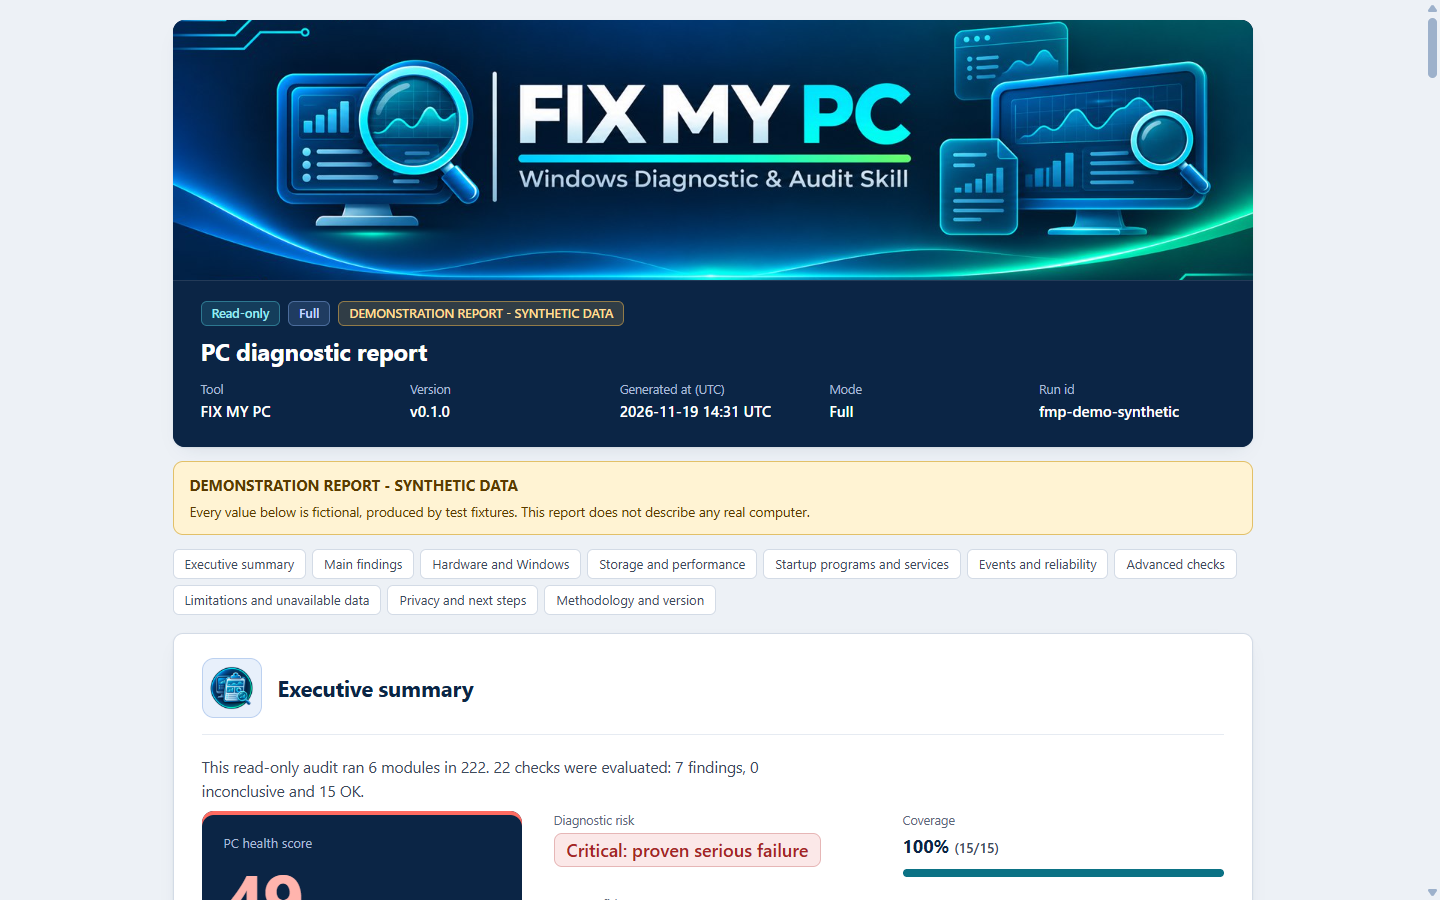 FIX MY PC
Windows Diagnostic & Audit Skill
Read-only
Full
DEMONSTRATION REPORT - SYNTHETIC DATA
PC diagnostic report
Tool
Version
Generated at (UTC)
Mode
Run id
FIX MY PC
v0.1.0
2026-11-19 14:31 UTC
Full
fmp-demo-synthetic
DEMONSTRATION REPORT - SYNTHETIC DATA
Every value below is fictional, produced by test fixtures. This report does not describe any real computer.
Executive summary
Main findings
Hardware and Windows
Storage and performance
Startup programs and services
Events and reliability
Advanced checks
Limitations and unavailable data
Privacy and next steps
Methodology and version
Executive summary
This read-only audit ran 6 modules in 222. 22 checks were evaluated: 7 findings, 0
inconclusive and 15 OK.
PC health score
49
Diagnostic risk
Critical: proven serious failure
Coverage
100% (15/15)